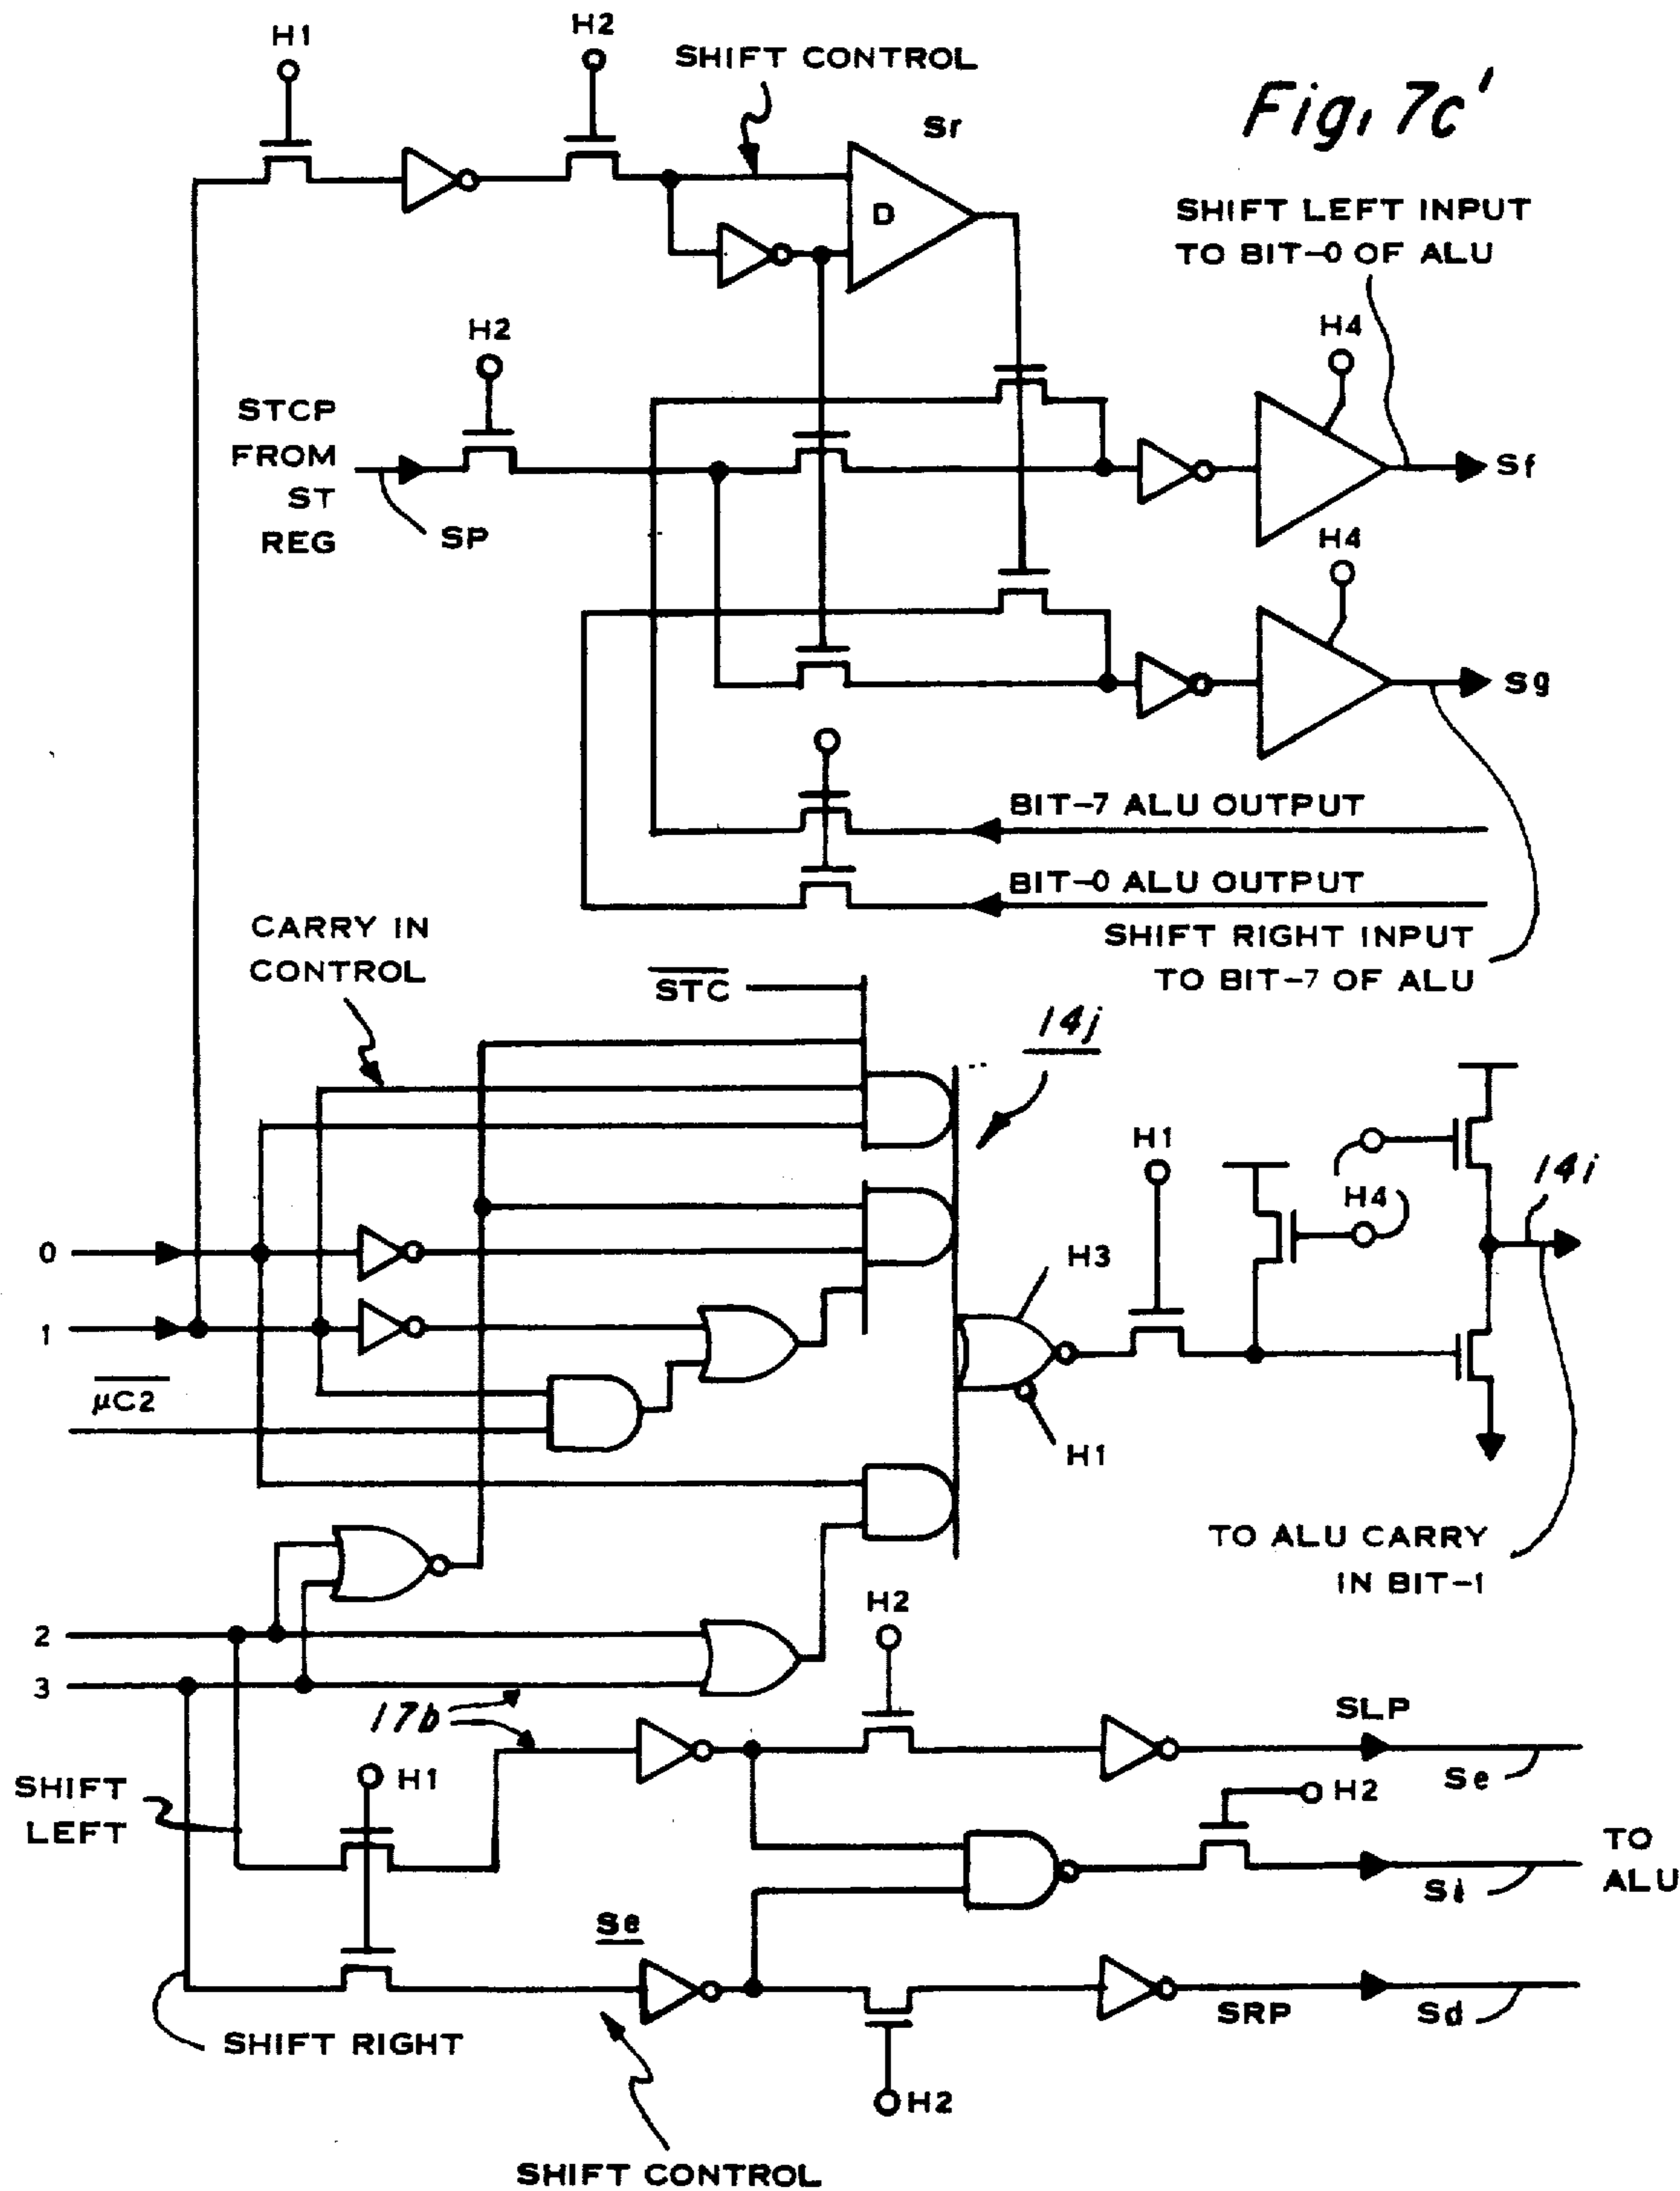 Fig. 7c'
H1
H2
SHIFT CONTROL
Sr
D
SHIFT LEFT INPUT
TO BIT-0 OF ALU
H2
H4
STCP
FROM
ST
REG
SP
Sf
H4
Sg
BIT-7 ALU OUTPUT
BIT-0 ALU OUTPUT
SHIFT RIGHT INPUT
TO BIT-7 OF ALU
CARRY IN
CONTROL
STC
14j
H1
H4
14i
0
H3
1
μC2
H1
TO ALU CARRY
IN BIT-1
2
3
17b
H2
SLP
Se
SHIFT
LEFT
H1
H2
TO
ALU
Si
Se
SRP
Sd
SHIFT RIGHT
H2
SHIFT CONTROL